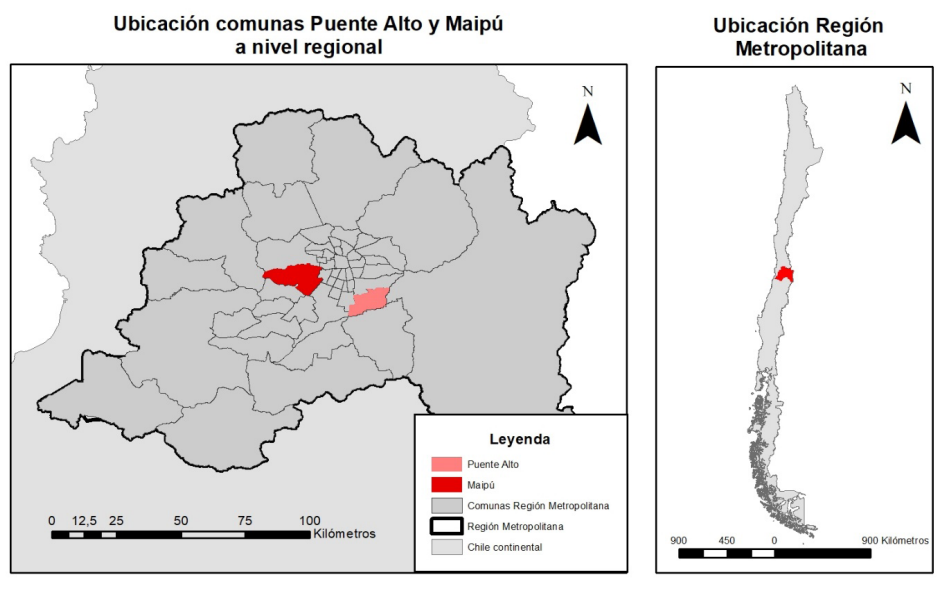 Ubicación comunas Puente Alto y Maipú
a nivel regional
N
Leyenda
Puente Alto
Maipú
Comunas Región Metropolitana
Región Metropolitana
Chile continental
0 12,5 25 50 75 100
Kilómetros
Ubicación Región
Metropolitana
N
900 450 0 900 Kilómetros